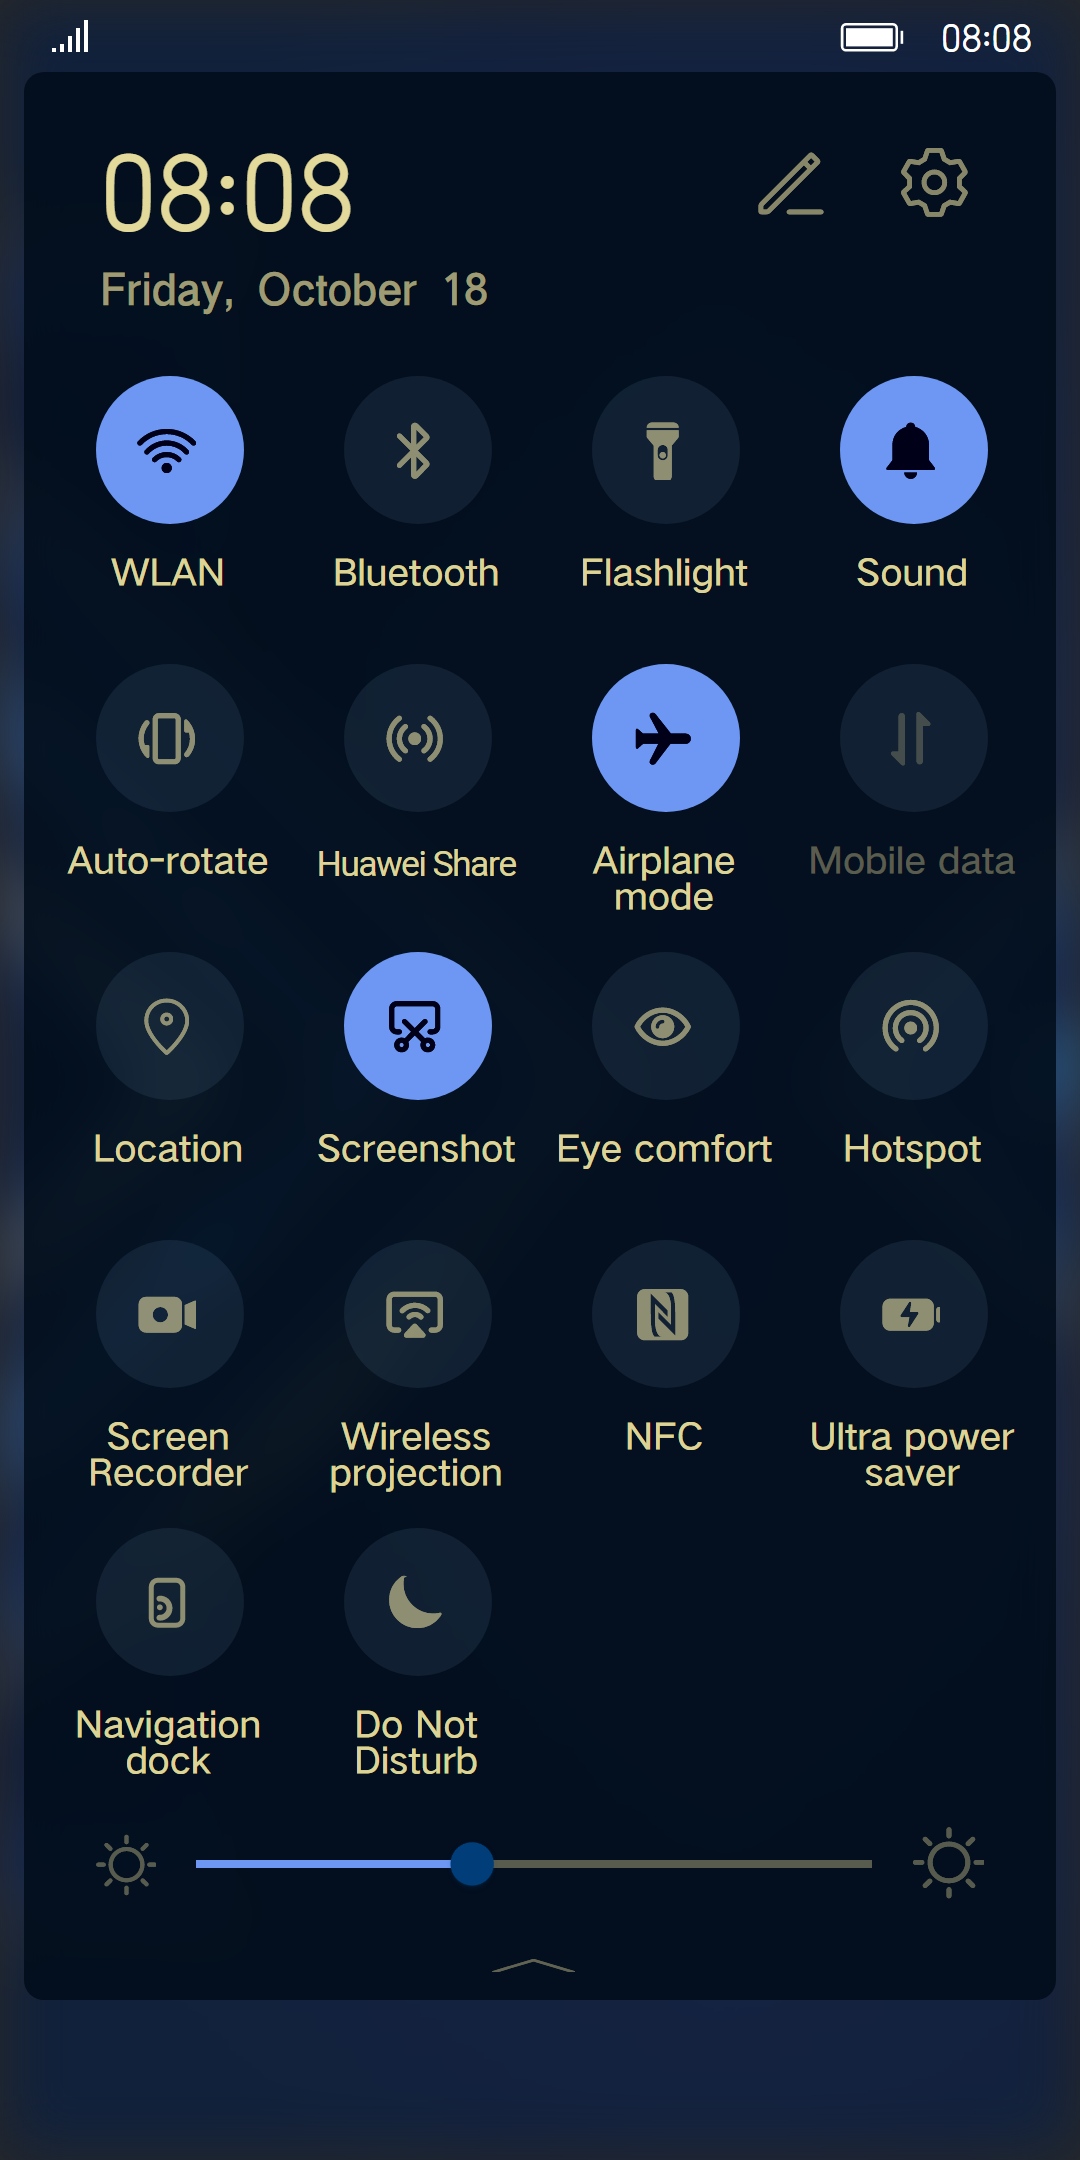 08:08
08:08
Friday, October 18
WLAN
Bluetooth
Flashlight
Sound
Auto-rotate
Huawei Share
Airplane
mode
Mobile data
Location
Screenshot
Eye comfort
Hotspot
Screen
Recorder
Wireless
projection
NFC
Ultra power
saver
Navigation
dock
Do Not
Disturb